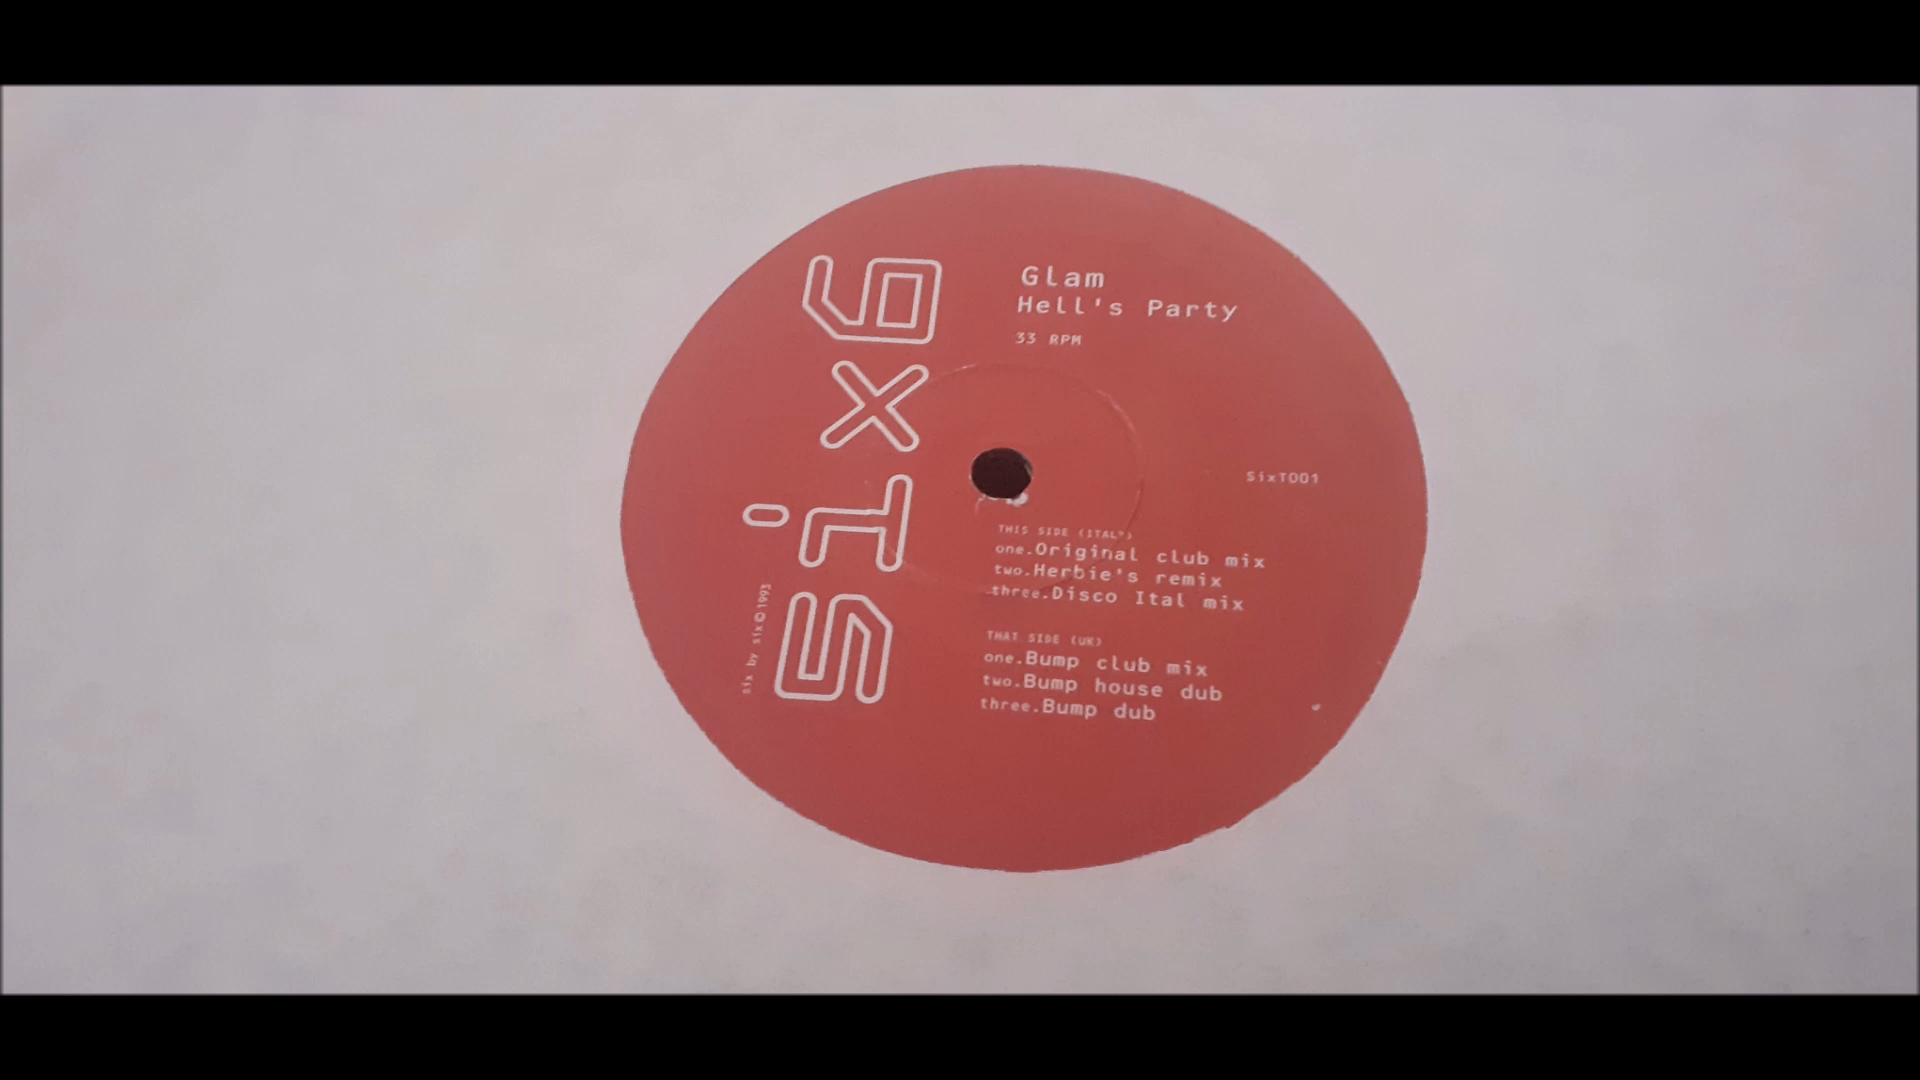 Glam
Hell's Party
33 RPM
SixT001
THIS SIDE (ITALY)
one.Original club mix
two.Herbie's remix
three.Disco Ital mix
THAT SIDE (UK)
one.Bump club mix
two.Bump house dub
three.Bump dub
six6
six by six©1993